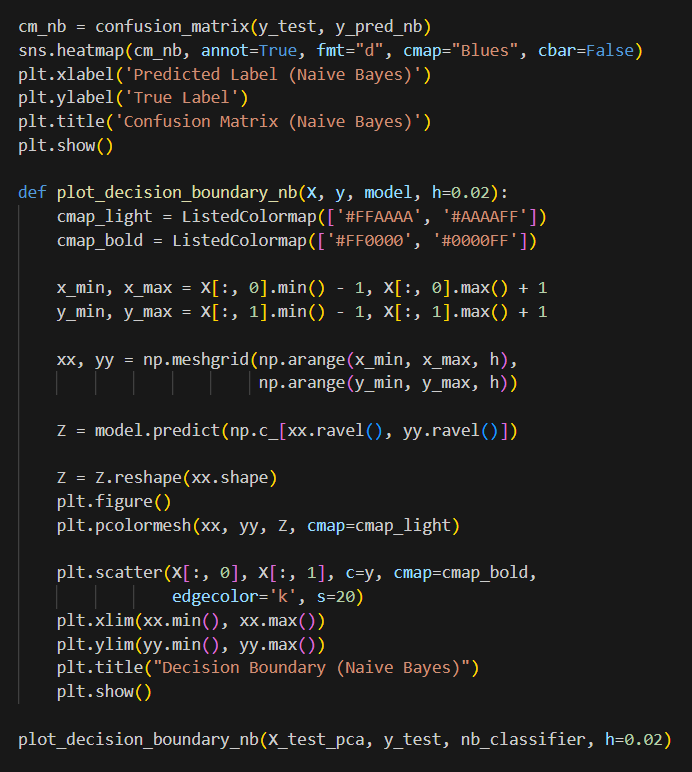 cm_nb = confusion_matrix(y_test, y_pred_nb)
sns.heatmap(cm_nb, annot=True, fmt="d", cmap="Blues", cbar=False)
plt.xlabel('Predicted Label (Naive Bayes)')
plt.ylabel('True Label')
plt.title('Confusion Matrix (Naive Bayes)')
plt.show()

def plot_decision_boundary_nb(X, y, model, h=0.02):
    cmap_light = ListedColormap(['#FFAAAA', '#AAAAFF'])
    cmap_bold = ListedColormap(['#FF0000', '#0000FF'])

    x_min, x_max = X[:, 0].min() - 1, X[:, 0].max() + 1
    y_min, y_max = X[:, 1].min() - 1, X[:, 1].max() + 1

    xx, yy = np.meshgrid(np.arange(x_min, x_max, h),
                         np.arange(y_min, y_max, h))

    Z = model.predict(np.c_[xx.ravel(), yy.ravel()])

    Z = Z.reshape(xx.shape)
    plt.figure()
    plt.pcolormesh(xx, yy, Z, cmap=cmap_light)

    plt.scatter(X[:, 0], X[:, 1], c=y, cmap=cmap_bold,
                edgecolor='k', s=20)
    plt.xlim(xx.min(), xx.max())
    plt.ylim(yy.min(), yy.max())
    plt.title("Decision Boundary (Naive Bayes)")
    plt.show()

plot_decision_boundary_nb(X_test_pca, y_test, nb_classifier, h=0.02)